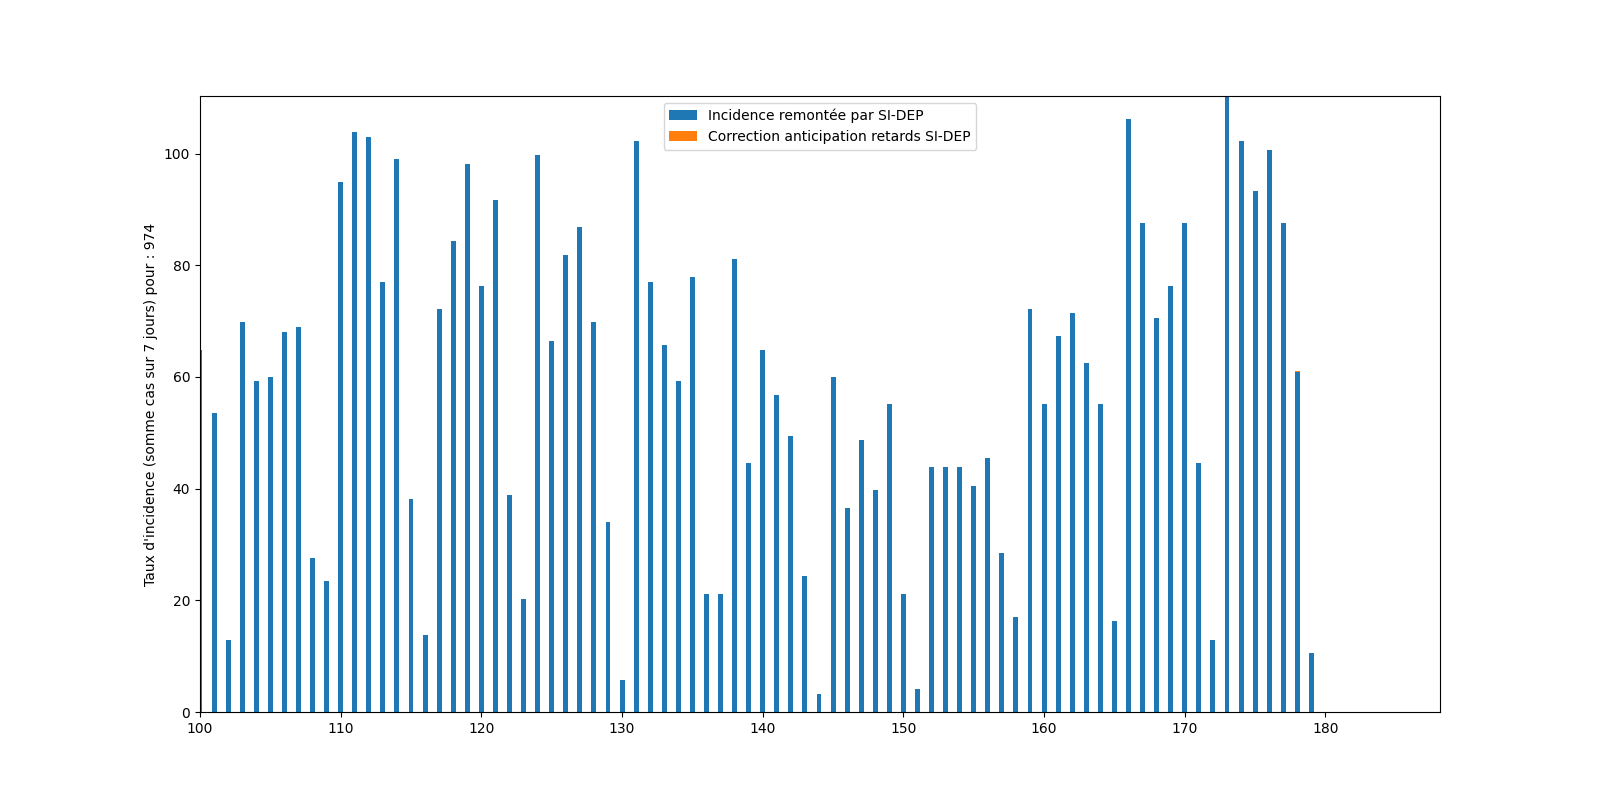 Incidence remontée par SI-DEP
Correction anticipation retards SI-DEP
Taux d'incidence (somme cas sur 7 jours) pour : 974
100
80
60
40
20
0
100 110 120 130 140 150 160 170 180